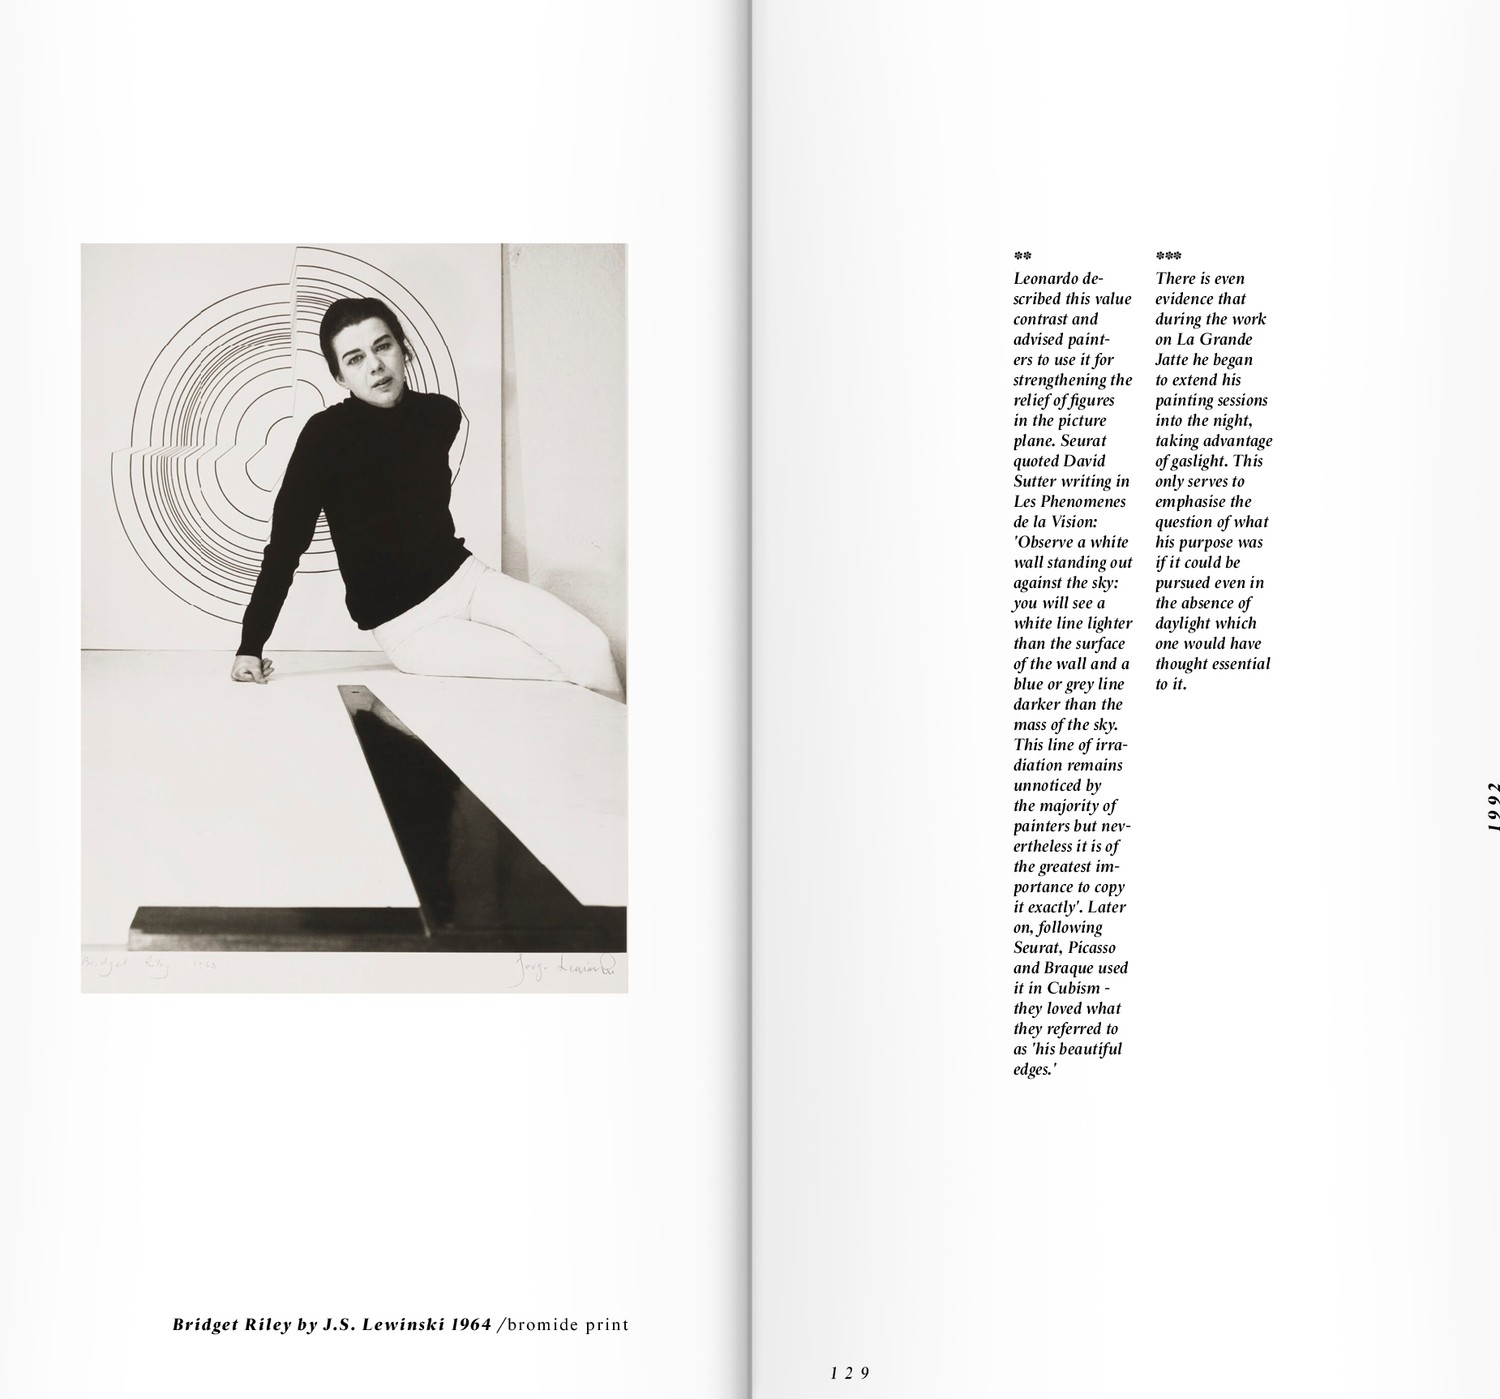 Bridget Riley
Jorge Lewinski
Bridget Riley by J.S. Lewinski 1964 /bromide print
**
Leonardo de-
scribed this value
contrast and
advised paint-
ers to use it for
strengthening the
relief of figures
in the picture
plane. Seurat
quoted David
Sutter writing in
Les Phenomenes
de la Vision:
'Observe a white
wall standing out
against the sky:
you will see a
white line lighter
than the surface
of the wall and a
blue or grey line
darker than the
mass of the sky.
This line of irra-
diation remains
unnoticed by
the majority of
painters but nev-
ertheless it is of
the greatest im-
portance to copy
it exactly'. Later
on, following
Seurat, Picasso
and Braque used
it in Cubism -
they loved what
they referred to
as 'his beautiful
edges.'
***
There is even
evidence that
during the work
on La Grande
Jatte he began
to extend his
painting sessions
into the night,
taking advantage
of gaslight. This
only serves to
emphasise the
question of what
his purpose was
if it could be
pursued even in
the absence of
daylight which
one would have
thought essential
to it.
1992
129